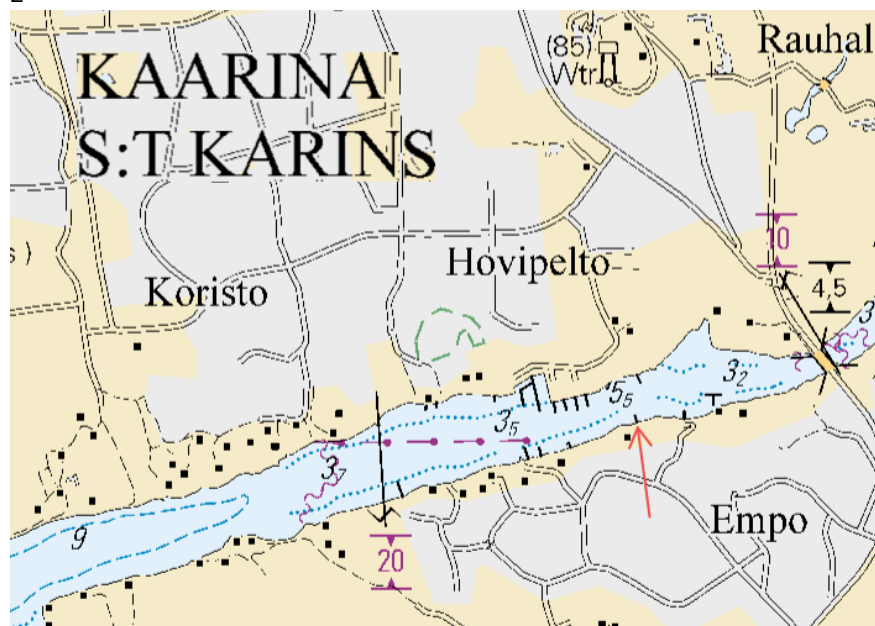 KAARINA
S:T KARINS
(85)
Wtr
Rauhal
s)
10
4,5
3
Hovipelto
Koristo
3₂
5₅
3₅
3₇
9
20
Empo